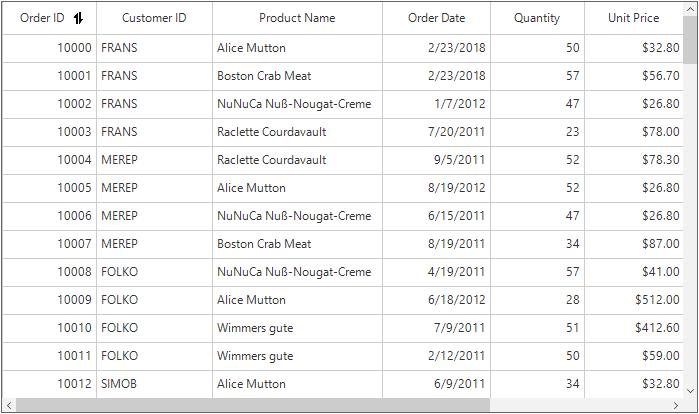 Order ID Customer ID Product Name Order Date Quantity Unit Price
10000 FRANS Alice Mutton 2/23/2018 50 $32.80
10001 FRANS Boston Crab Meat 2/23/2018 57 $56.70
10002 FRANS NuNuCa Nuß-Nougat-Creme 1/7/2012 47 $26.80
10003 FRANS Raclette Courdavault 7/20/2011 23 $78.00
10004 MEREP Raclette Courdavault 9/5/2011 52 $78.30
10005 MEREP Alice Mutton 8/19/2012 52 $26.80
10006 MEREP NuNuCa Nuß-Nougat-Creme 6/15/2011 47 $26.80
10007 MEREP Boston Crab Meat 8/19/2011 34 $87.00
10008 FOLKO NuNuCa Nuß-Nougat-Creme 4/19/2011 57 $41.00
10009 FOLKO Alice Mutton 6/18/2012 28 $512.00
10010 FOLKO Wimmers gute 7/9/2011 51 $412.60
10011 FOLKO Wimmers gute 2/12/2011 50 $59.00
10012 SIMOB Alice Mutton 6/9/2011 34 $32.80